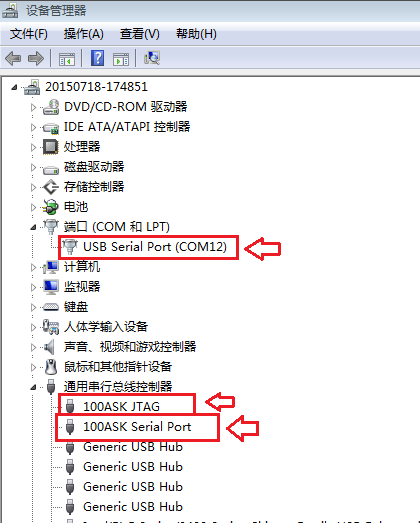 设备管理器
文件(F) 操作(A) 查看(V) 帮助(H)
20150718-174851
DVD/CD-ROM 驱动器
IDE ATA/ATAPI 控制器
处理器
磁盘驱动器
存储控制器
电池
端口 (COM 和 LPT)
USB Serial Port (COM12)
计算机
监视器
键盘
人体学输入设备
声音、视频和游戏控制器
鼠标和其他指针设备
通用串行总线控制器
100ASK JTAG
100ASK Serial Port
Generic USB Hub
Generic USB Hub
Generic USB Hub
Generic USB Hub